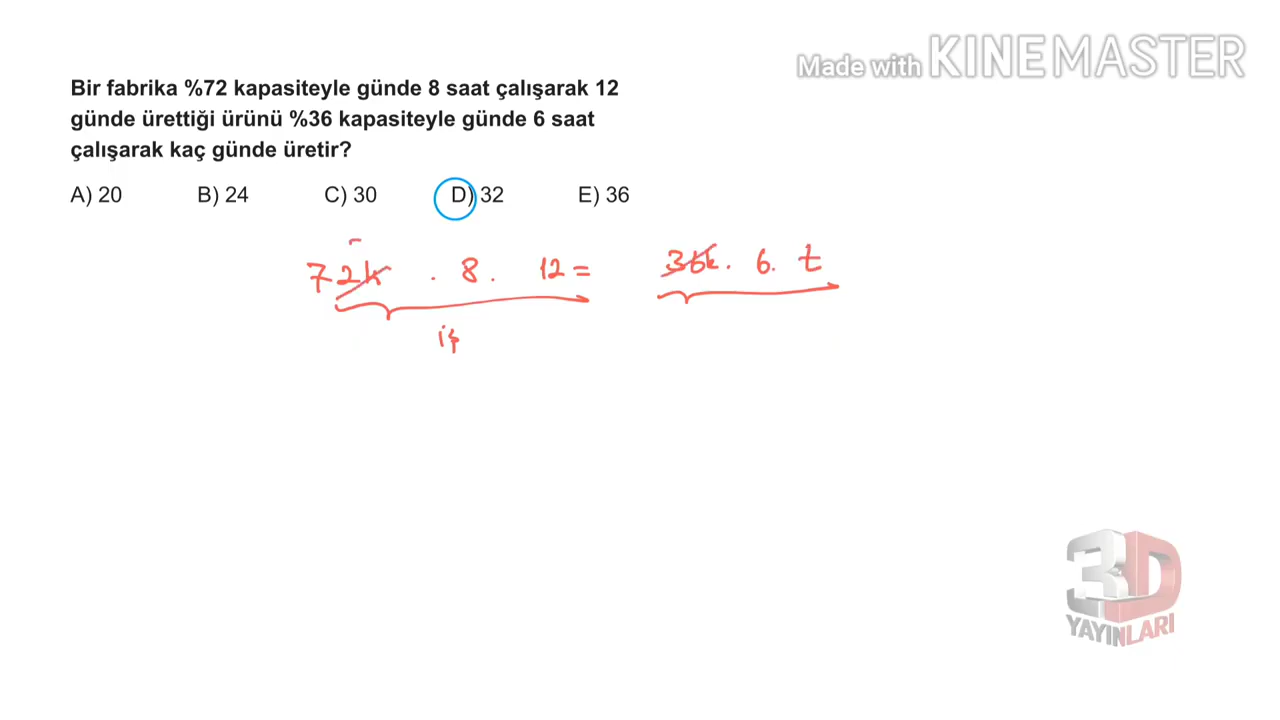 Made with KINEMASTER
Bir fabrika %72 kapasiteyle günde 8 saat çalışarak 12
günde ürettiği ürünü %36 kapasiteyle günde 6 saat
çalışarak kaç günde üretir?
A) 20 B) 24 C) 30 D) 32 E) 36
72k . 8 . 12 = 36k . 6 . t
iş
3D
YAYINLARI